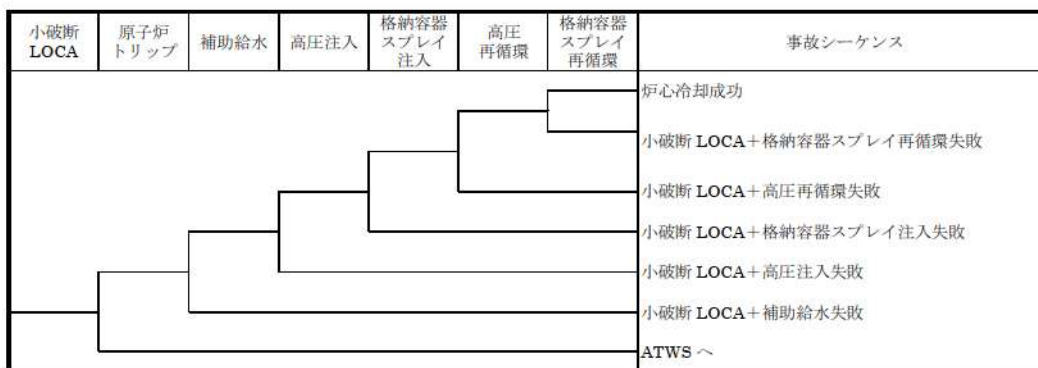 小破断
LOCA
原子炉
トリップ
補助給水
高圧注入
格納容器
スプレイ
注入
高圧
再循環
格納容器
スプレイ
再循環
事故シーケンス
炉心冷却成功
小破断 LOCA+格納容器スプレイ再循環失敗
小破断 LOCA+高圧再循環失敗
小破断 LOCA+格納容器スプレイ注入失敗
小破断 LOCA+高圧注入失敗
小破断 LOCA+補助給水失敗
ATWS へ